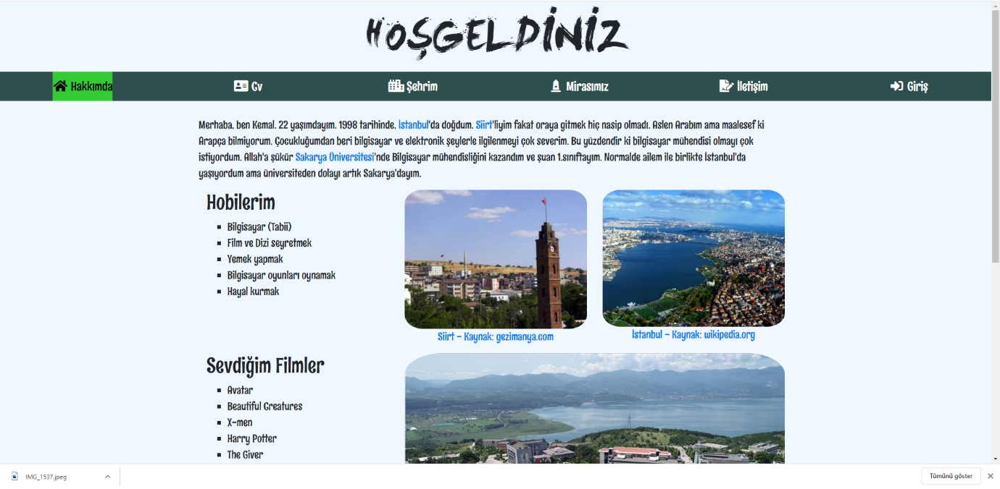 HOŞGELDİNİZ
Hakkımda Cv Şehrim Mirasımız İletişim Giriş
Merhaba, ben Kemal. 22 yaşımdayım. 1998 tarihinde, İstanbul'da doğdum. Siirt'liyim fakat oraya gitmek hiç nasip olmadı. Aslen Arabım ama maalesef ki
Arapça bilmiyorum. Çocukluğumdan beri bilgisayar ve elektronik şeylerle ilgilenmeyi çok severim. Bu yüzdendir ki bilgisayar mühendisi olmayı çok
istiyordum. Allah'a şükür Sakarya Üniversitesi'nde Bilgisayar mühendisliğini kazandım ve şuan 1.sınıftayım. Normalde ailem ile birlikte İstanbul'da
yaşıyordum ama üniversiteden dolayı artık Sakarya'dayım.
Hobilerim
Bilgisayar (Tabii)
Film ve Dizi seyretmek
Yemek yapmak
Bilgisayar oyunları oynamak
Hayal kurmak
Siirt - Kaynak: gezimanya.com
İstanbul - Kaynak: wikipedia.org
Sevdiğim Filmler
Avatar
Beautiful Creatures
X-men
Harry Potter
The Giver
IMG_1537.jpeg
Tümünü göster